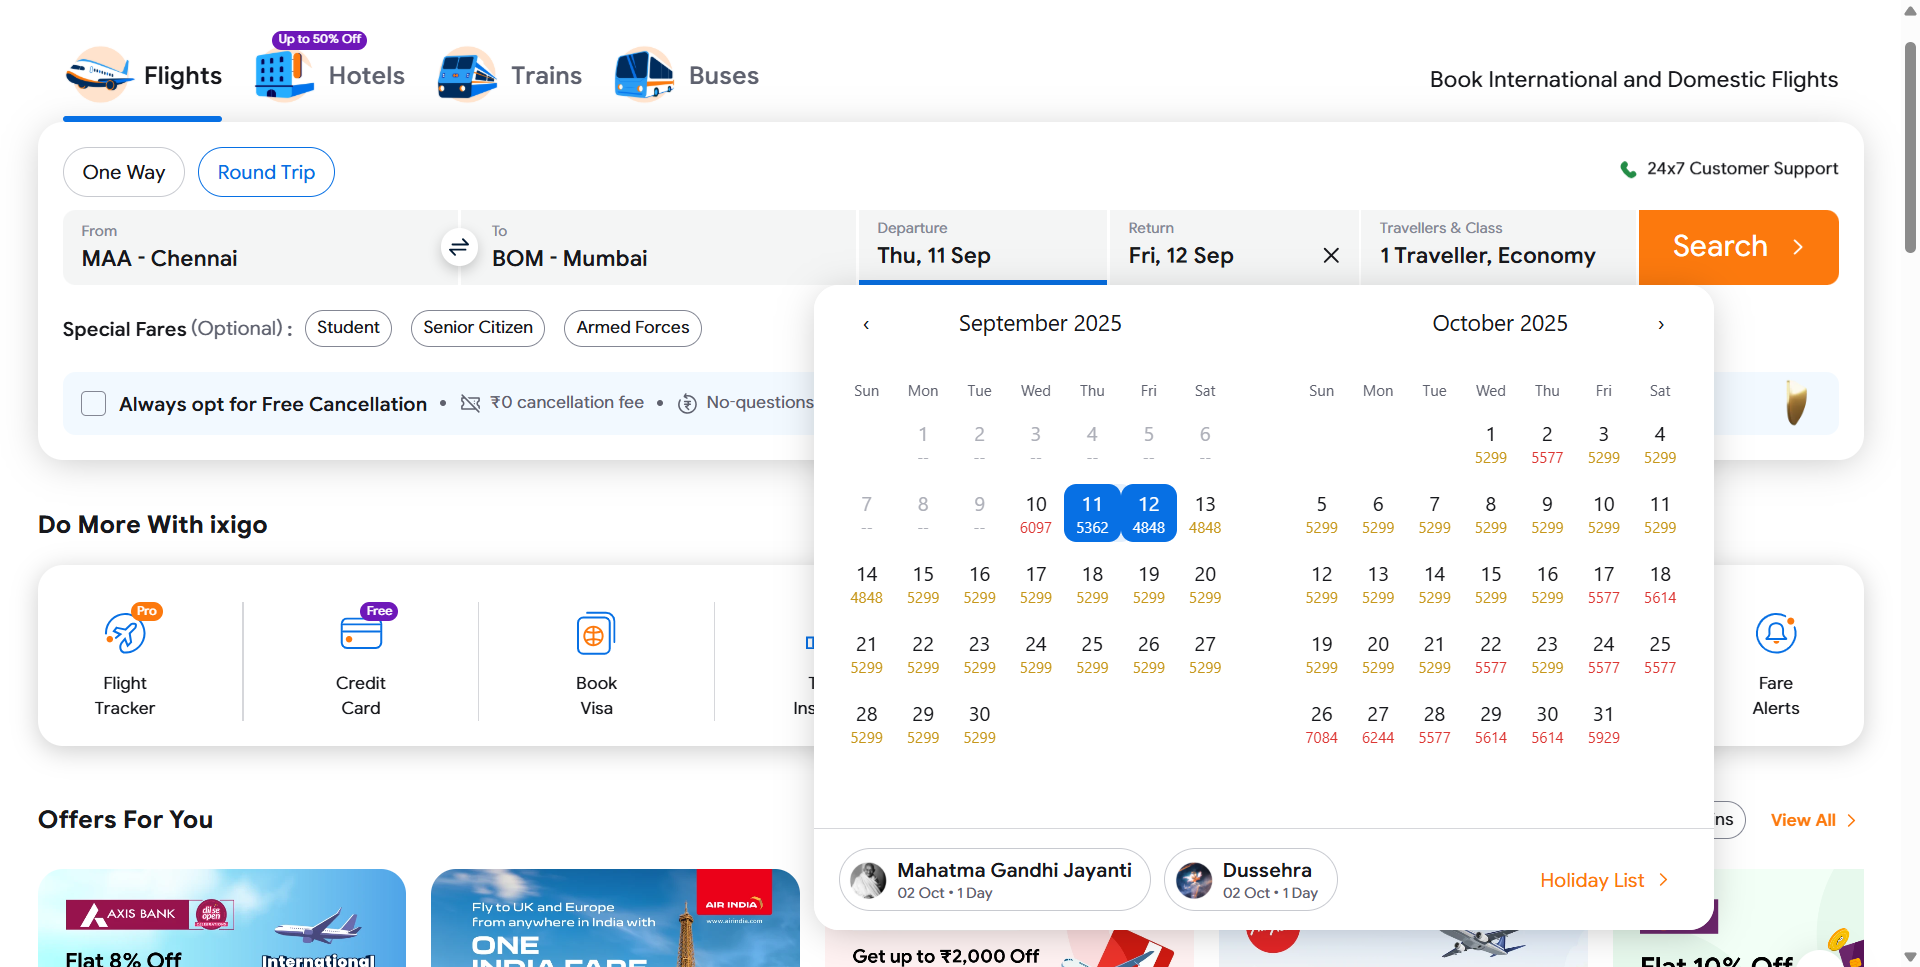 Up to 50% Off
Flights
Hotels
Trains
Buses
Book International and Domestic Flights
One Way
Round Trip
24x7 Customer Support
From
MAA - Chennai
To
BOM - Mumbai
Departure
Thu, 11 Sep
Return
Fri, 12 Sep
Travellers & Class
1 Traveller, Economy
Search
Special Fares (Optional) :
Student
Senior Citizen
Armed Forces
Always opt for Free Cancellation • ₹0 cancellation fee • No-questions
September 2025
Sun Mon Tue Wed Thu Fri Sat
1 2 3 4 5 6
-- -- -- -- -- --
7 8 9 10 11 12 13
-- -- -- 6097 5362 4848 4848
14 15 16 17 18 19 20
4848 5299 5299 5299 5299 5299 5299
21 22 23 24 25 26 27
5299 5299 5299 5299 5299 5299 5299
28 29 30
5299 5299 5299
October 2025
Sun Mon Tue Wed Thu Fri Sat
1 2 3 4
5299 5577 5299 5299
5 6 7 8 9 10 11
5299 5299 5299 5299 5299 5299 5299
12 13 14 15 16 17 18
5299 5299 5299 5299 5299 5577 5614
19 20 21 22 23 24 25
5299 5299 5299 5577 5299 5577 5577
26 27 28 29 30 31
7084 6244 5577 5614 5614 5929
Mahatma Gandhi Jayanti
02 Oct • 1 Day
Dussehra
02 Oct • 1 Day
Holiday List
Do More With ixigo
Pro
Flight
Tracker
Free
Credit
Card
Book
Visa
T
Ins
Fare
Alerts
Offers For You
ns
View All
AXIS BANK
dil se open
Flat 8% Off
International
Fly to UK and Europe
from anywhere in India with
ONE
INDIA FARE
AIR INDIA
www.airindia.com
Get up to ₹2,000 Off
Flat 10% Off